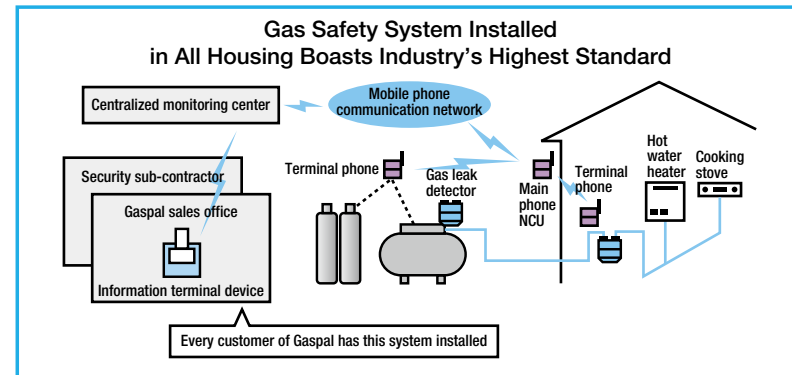 Gas Safety System Installed
in All Housing Boasts Industry's Highest Standard
Centralized monitoring center
Mobile phone
communication network
Security sub-contractor
Gaspal sales office
Information terminal device
Every customer of Gaspal has this system installed
Terminal phone
Gas leak
detector
Main
phone
NCU
Terminal
phone
Hot
water
heater
Cooking
stove